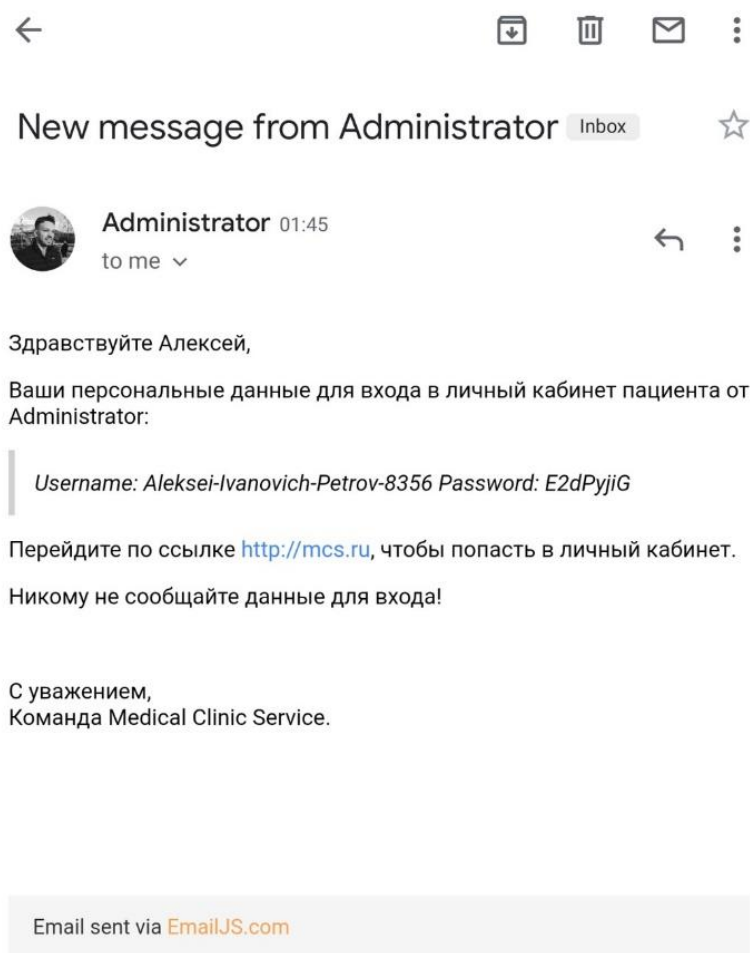 New message from Administrator Inbox
Administrator 01:45
to me
Здравствуйте Алексей,
Ваши персональные данные для входа в личный кабинет пациента от
Administrator:
Username: Aleksei-Ivanovich-Petrov-8356 Password: E2dPyjiG
Перейдите по ссылке http://mcs.ru, чтобы попасть в личный кабинет.
Никому не сообщайте данные для входа!
С уважением,
Команда Medical Clinic Service.
Email sent via EmailJS.com